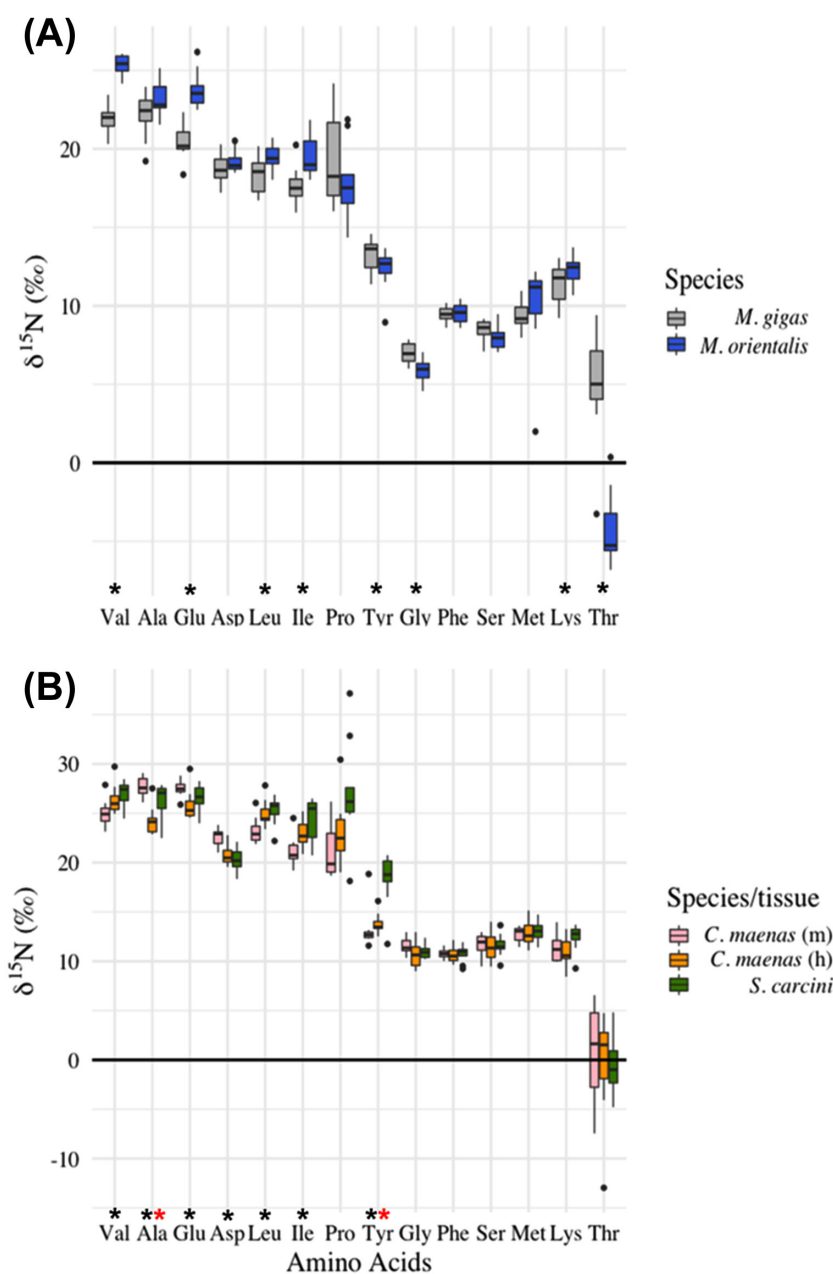 (A)
20
10
0
δ¹⁵N (‰)
Species
M. gigas
M. orientalis
* * * * * * * *
Val Ala Glu Asp Leu Ile Pro Tyr Gly Phe Ser Met Lys Thr
(B)
30
20
10
0
-10
δ¹⁵N (‰)
Species/tissue
C. maenas (m)
C. maenas (h)
S. carcini
* ** * * * * **
Val Ala Glu Asp Leu Ile Pro Tyr Gly Phe Ser Met Lys Thr
Amino Acids